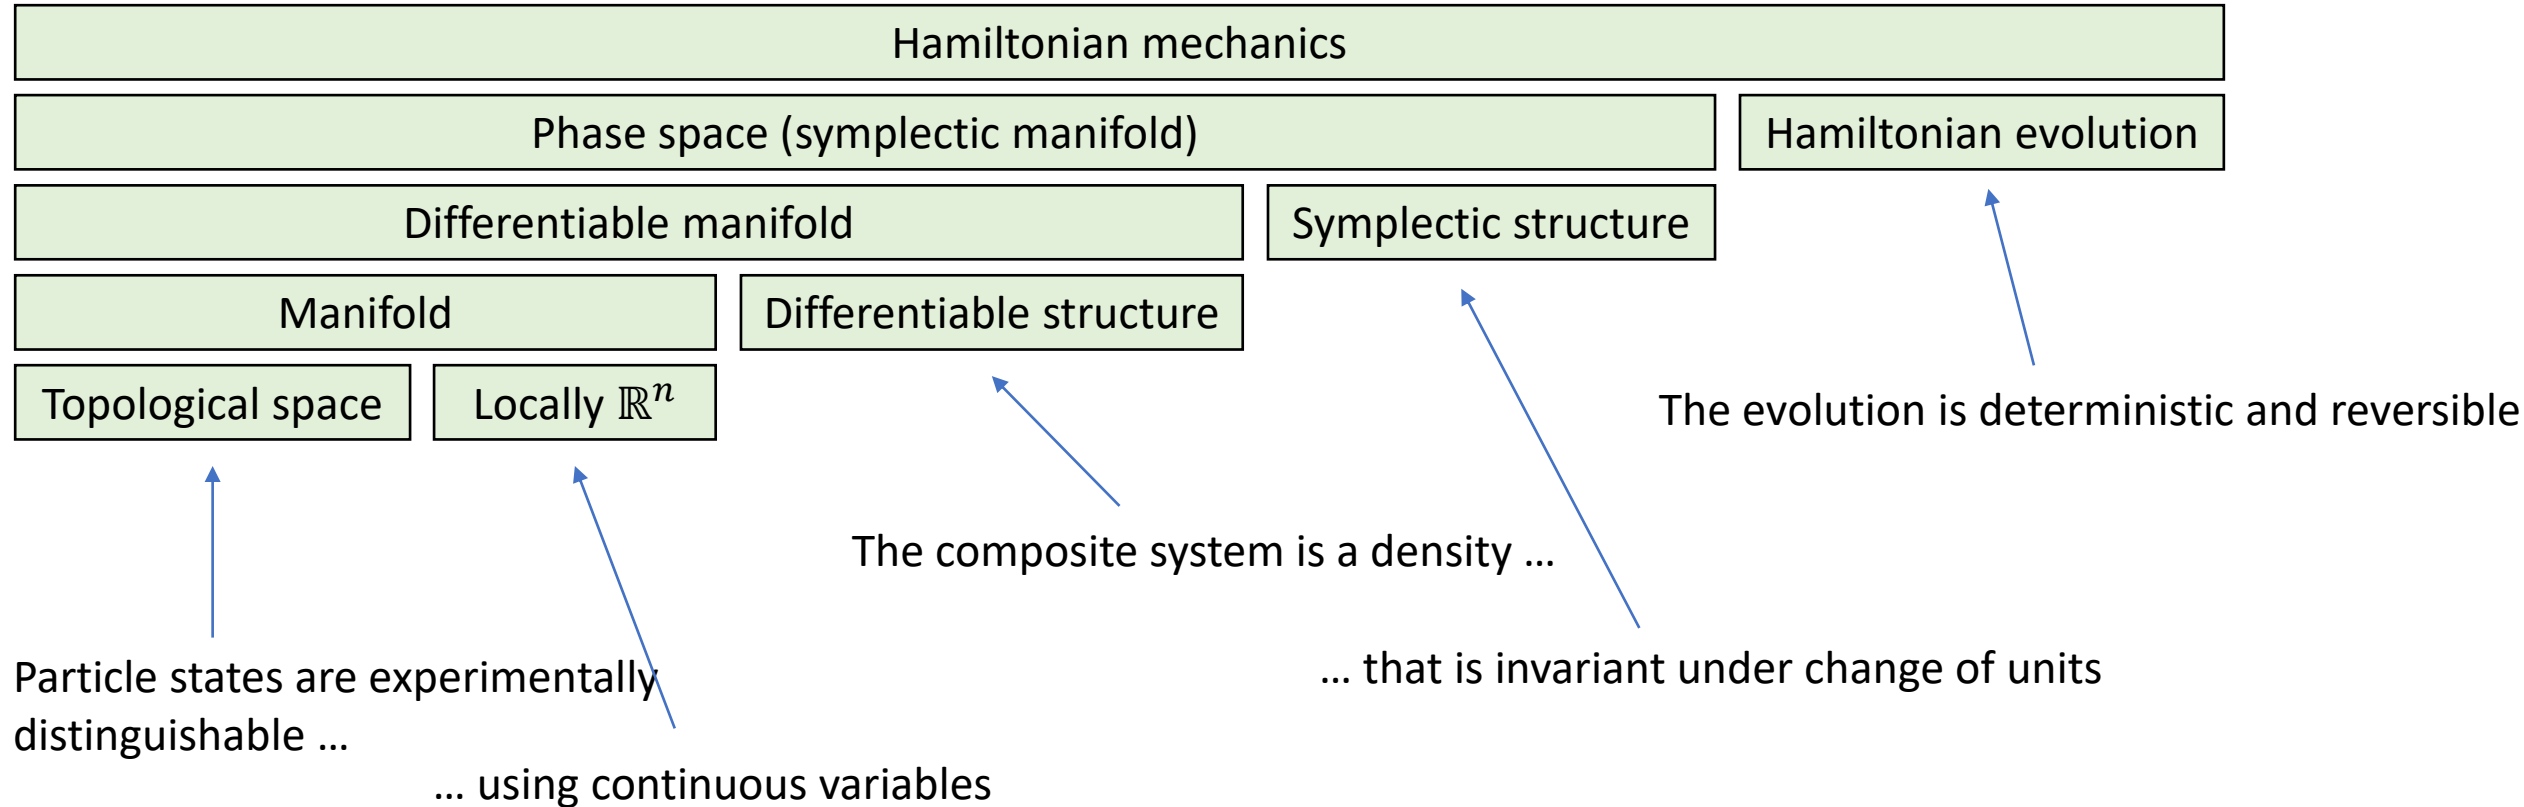 Hamiltonian mechanics
Phase space (symplectic manifold)
Hamiltonian evolution
Differentiable manifold
Symplectic structure
Manifold
Differentiable structure
Topological space
Locally ℝⁿ
The evolution is deterministic and reversible
The composite system is a density …
… that is invariant under change of units
Particle states are experimentally
distinguishable …
… using continuous variables